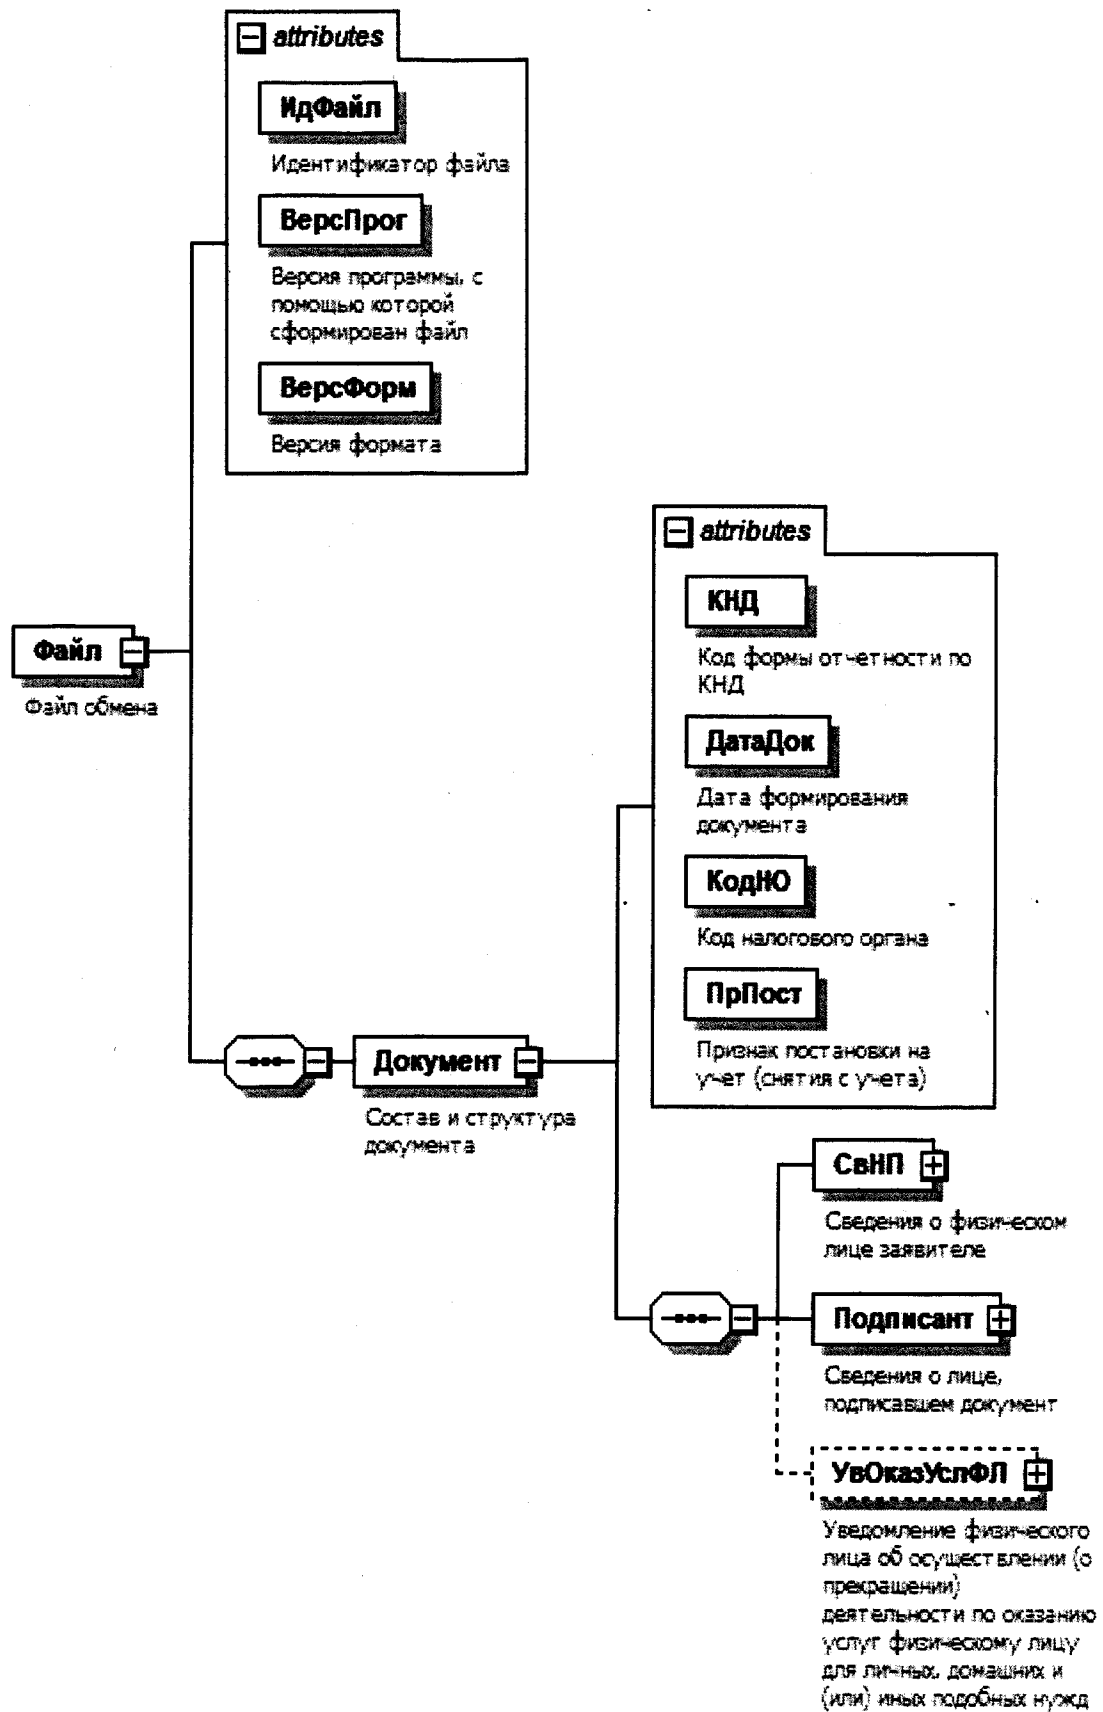 attributes
ИдФайл
Идентификатор файла
ВерсПрог
Версия программы, с
помощью которой
сформирован файл
ВерсФорм
Версия формата
Файл
Файл обмена
attributes
КНД
Код формы отчетности по
КНД
ДатаДок
Дата формирования
документа
КодНО
Код налогового органа
ПрПост
Признак постановки на
учет (снятия с учета)
Документ
Состав и структура
документа
СвНП
Сведения о физическом
лице заявителе
Подписант
Сведения о лице,
подписавшем документ
УвОказУслФЛ
Уведомление физического
лица об осуществлении (о
прекращении)
деятельности по оказанию
услуг физическому лицу
для личных, домашних и
(или) иных подобных нужд